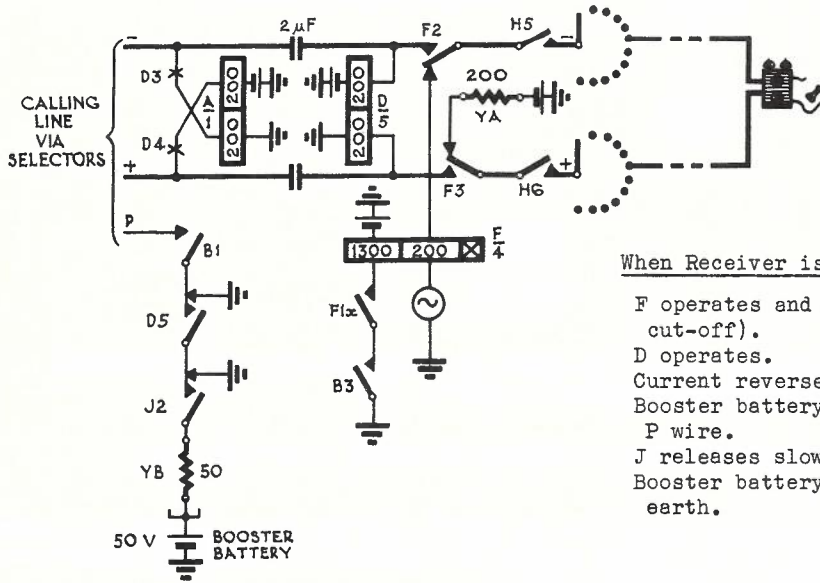 2 μF
F2
H5
−
−
D3
A/1
200
200
D/5
200
200
200
YA
CALLING
LINE
VIA
SELECTORS
D4
+
F3
H6
+
P
B1
1300
200
F/4
D5
F1x
B3
J2
YB
50
50 V
BOOSTER
BATTERY
When Receiver is
F operates and
cut-off).
D operates.
Current reverse
Booster battery
P wire.
J releases slow
Booster battery
earth.